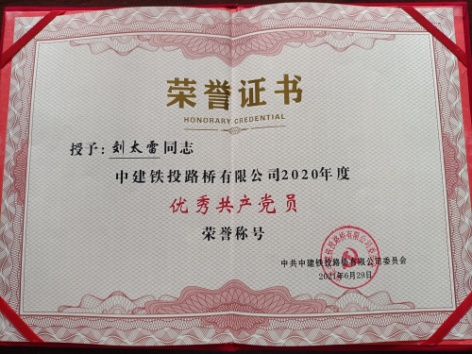 荣誉证书
HONORARY CREDENTIAL
授予：刘太雷同志
中建铁投路桥有限公司2020年度
优秀共产党员
荣誉称号
中共中建铁投路桥有限公司委员会
2021年6月29日